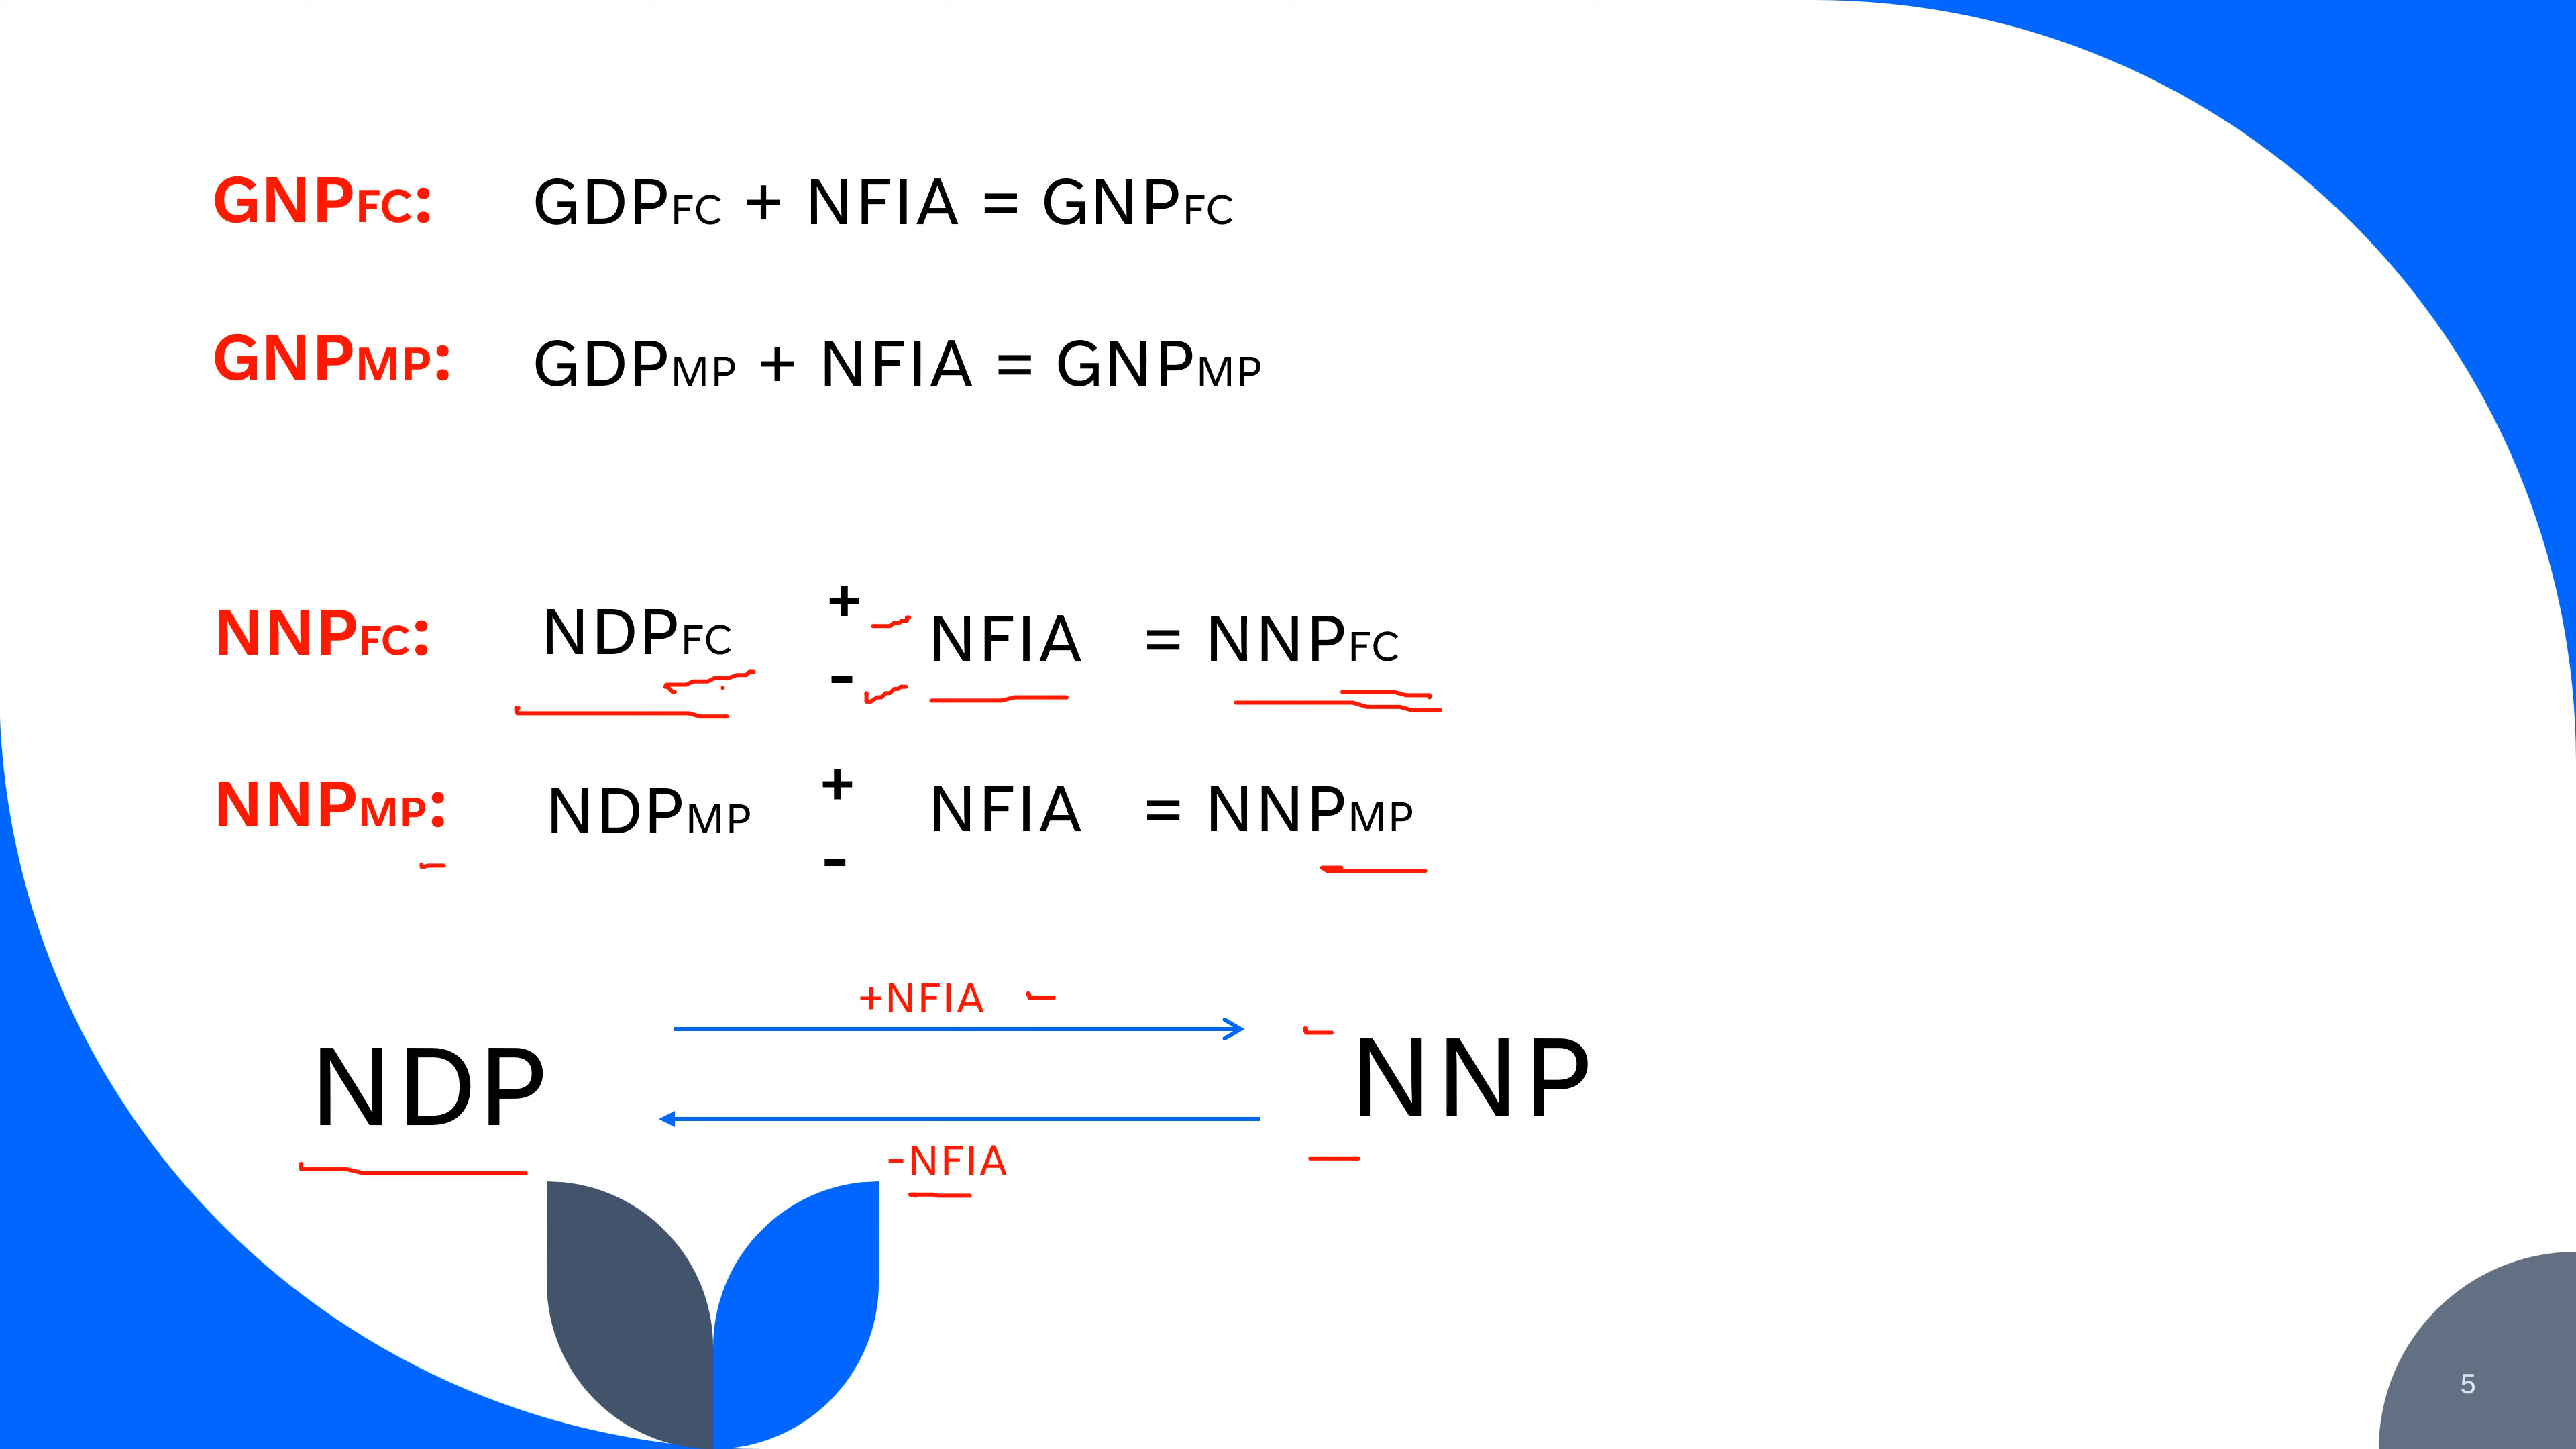 GNPFC: GDPFC + NFIA = GNPFC
GNPMP: GDPMP + NFIA = GNPMP
+
NNPFC: NDPFC NFIA = NNPFC
-
+
NNPMP: NDPMP NFIA = NNPMP
-
+NFIA
NDP NNP
-NFIA
5